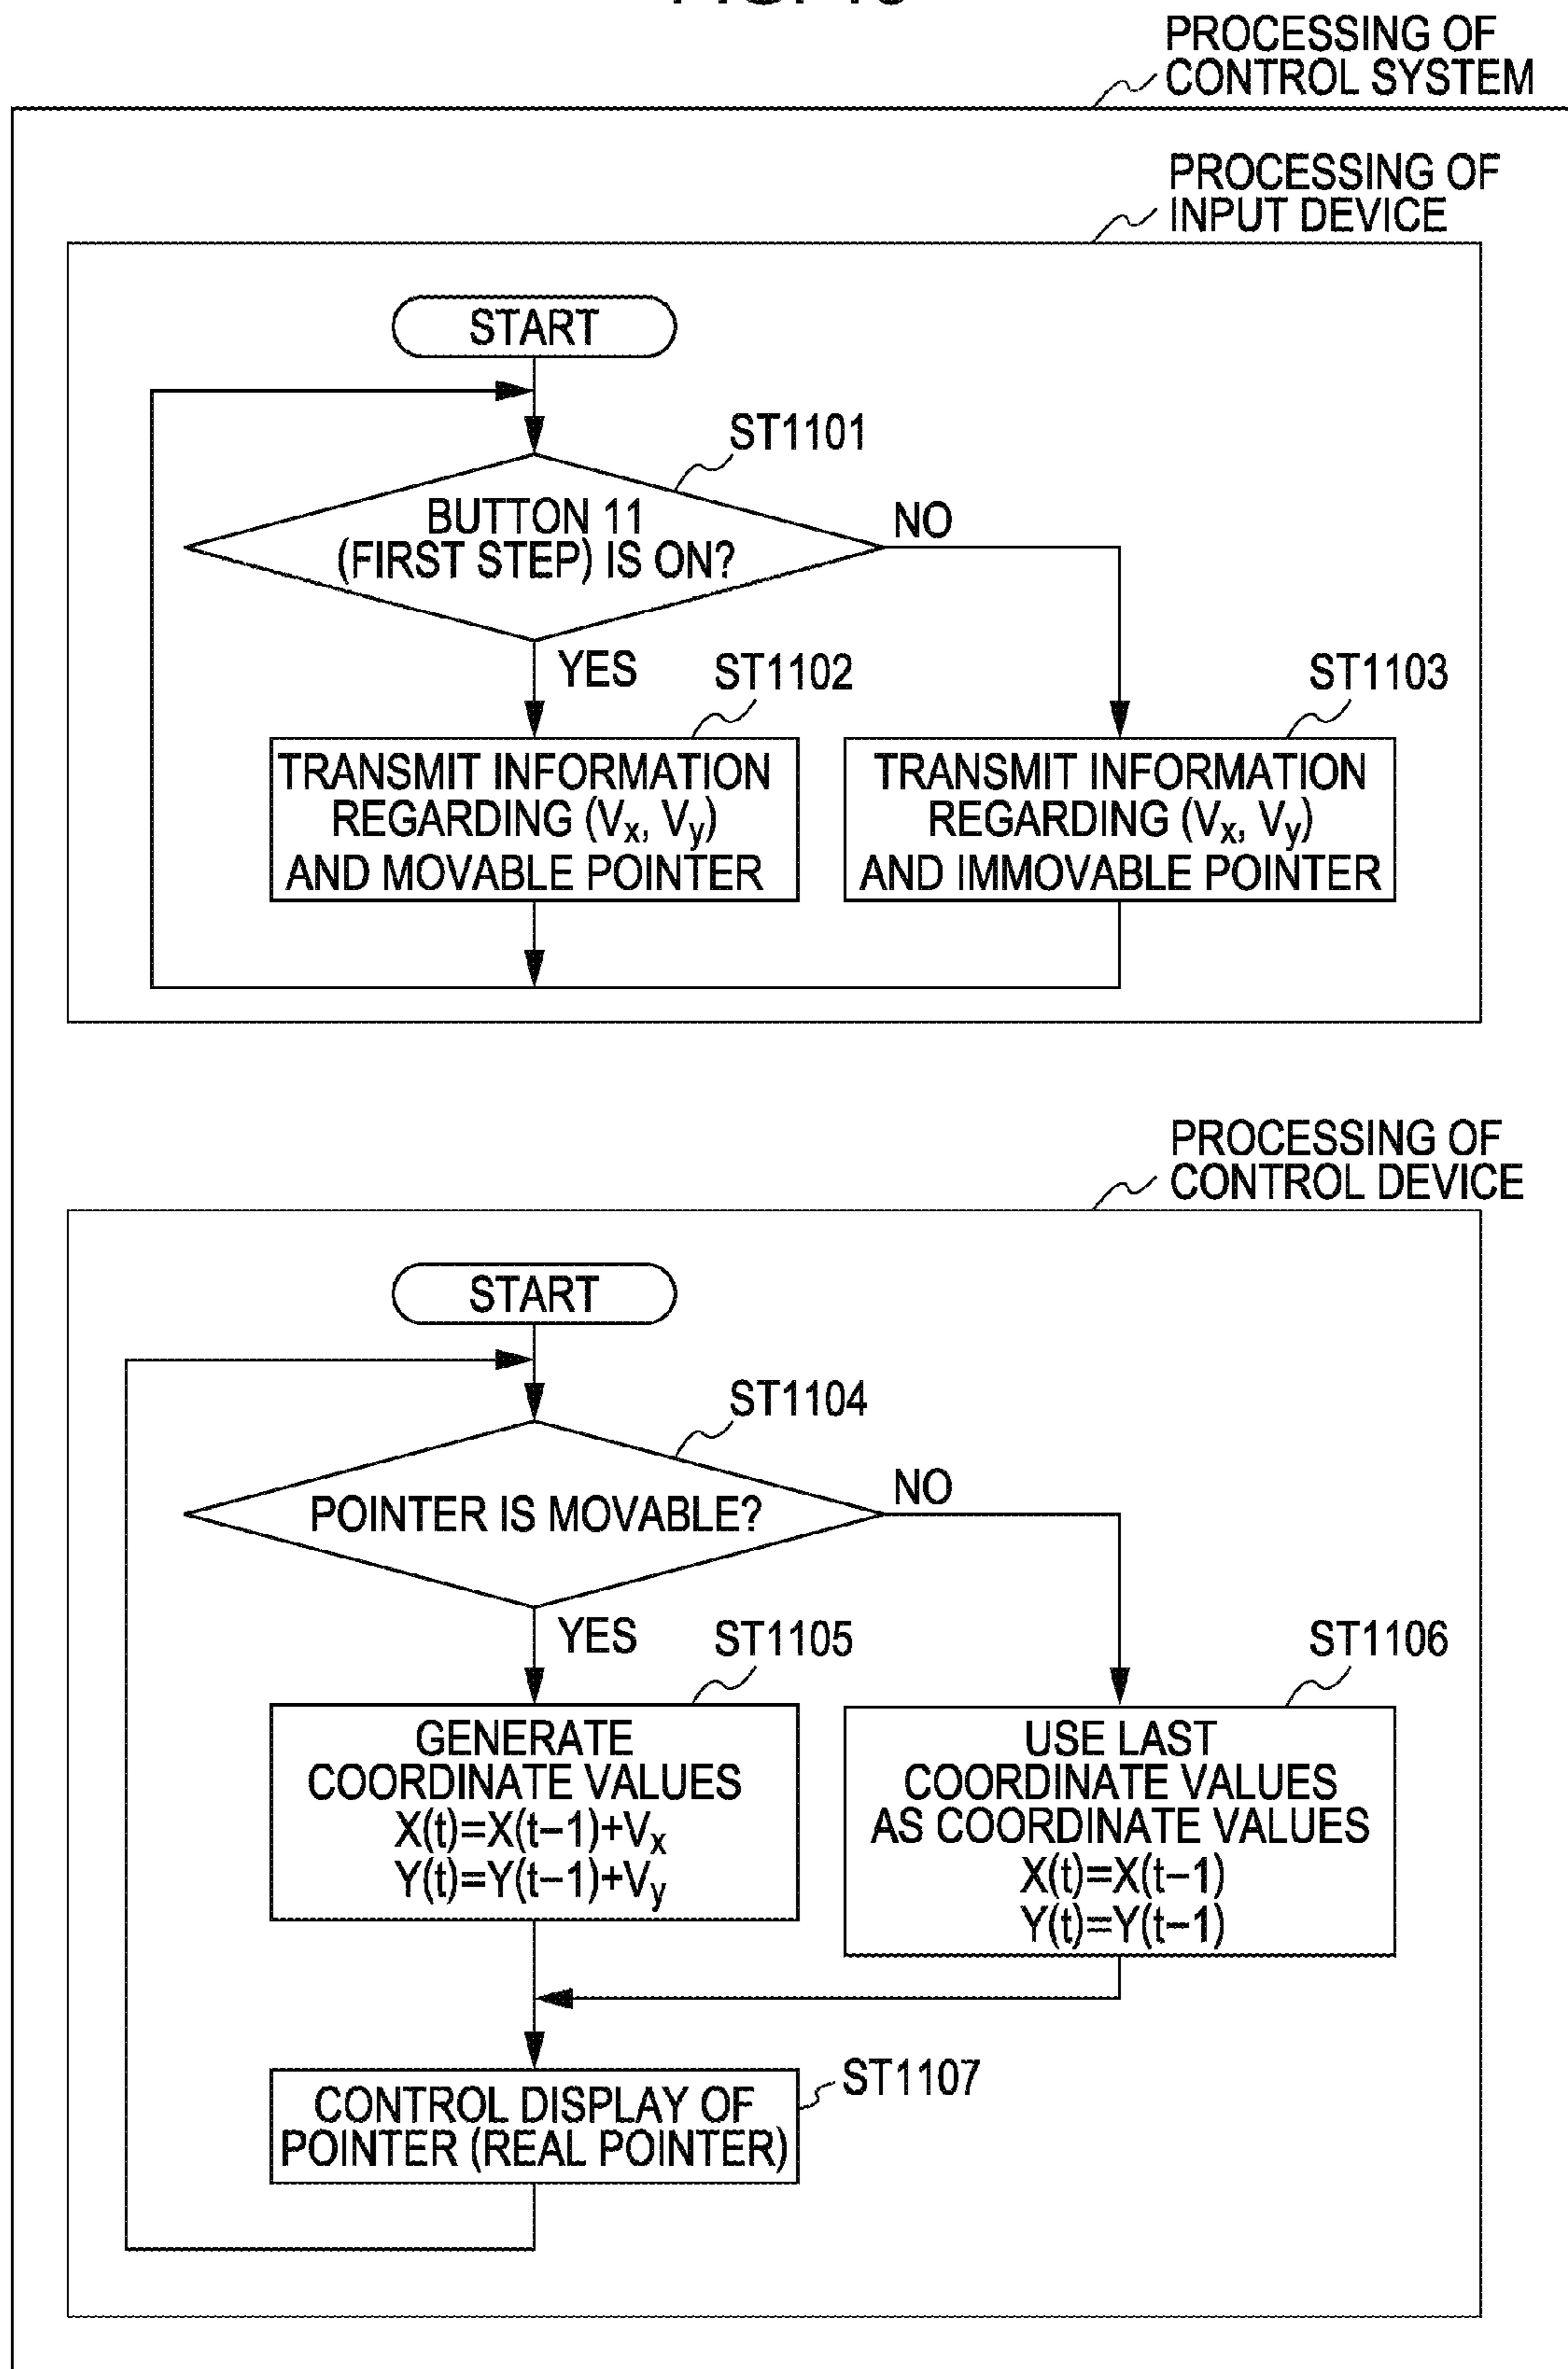 PROCESSING OF
CONTROL SYSTEM
PROCESSING OF
INPUT DEVICE
START
ST1101
BUTTON 11
(FIRST STEP) IS ON?
NO
YES
ST1102
ST1103
TRANSMIT INFORMATION
REGARDING (Vx, Vy)
AND MOVABLE POINTER
TRANSMIT INFORMATION
REGARDING (Vx, Vy)
AND IMMOVABLE POINTER
PROCESSING OF
CONTROL DEVICE
START
ST1104
POINTER IS MOVABLE?
NO
YES
ST1105
ST1106
GENERATE
COORDINATE VALUES
X(t)=X(t−1)+Vx
Y(t)=Y(t−1)+Vy
USE LAST
COORDINATE VALUES
AS COORDINATE VALUES
X(t)=X(t−1)
Y(t)=Y(t−1)
ST1107
CONTROL DISPLAY OF
POINTER (REAL POINTER)